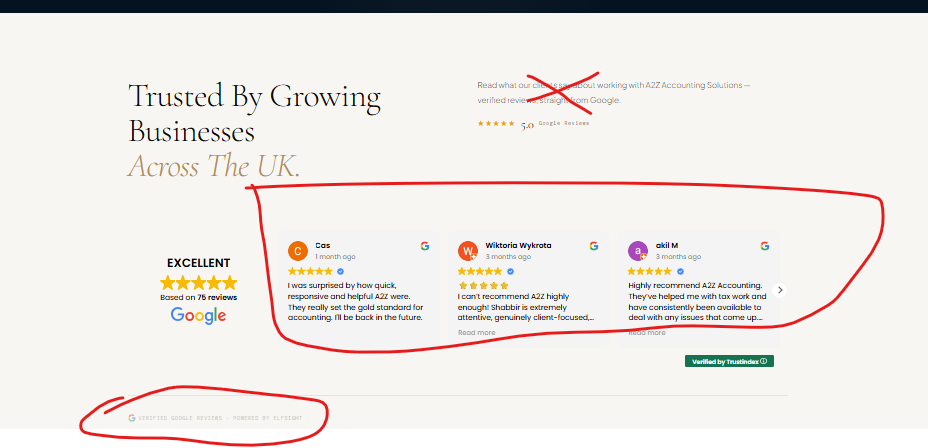 Trusted By Growing
Businesses
Across The UK.
Read what our clients say about working with A2Z Accounting Solutions —
verified reviews, straight from Google.
5.0 Google Reviews
EXCELLENT
Based on 75 reviews
Google
C
Cas
1 month ago
I was surprised by how quick,
responsive and helpful A2Z were.
They really set the gold standard for
accounting. I'll be back in the future.
W
Wiktoria Wykrota
3 months ago
I can't recommend A2Z highly
enough! Shabbir is extremely
attentive, genuinely client-focused,...
Read more
a
akil M
3 months ago
Highly recommend A2Z Accounting.
They've helped me with tax work and
have consistently been available to
deal with any issues that come up....
Read more
Verified by Trustindex
VERIFIED GOOGLE REVIEWS · POWERED BY ELFSIGHT